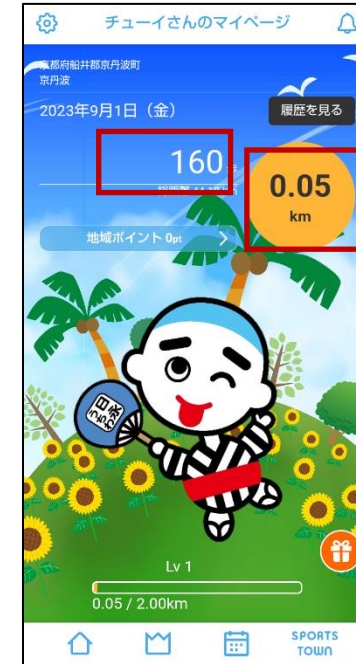 チューイさんのマイページ
京都府船井郡京丹波町
京丹波
2023年9月1日（金）
履歴を見る
160
0.05
km
地域ポイント 0pt
Lv 1
0.05 / 2.00km
SPORTS
TOWN